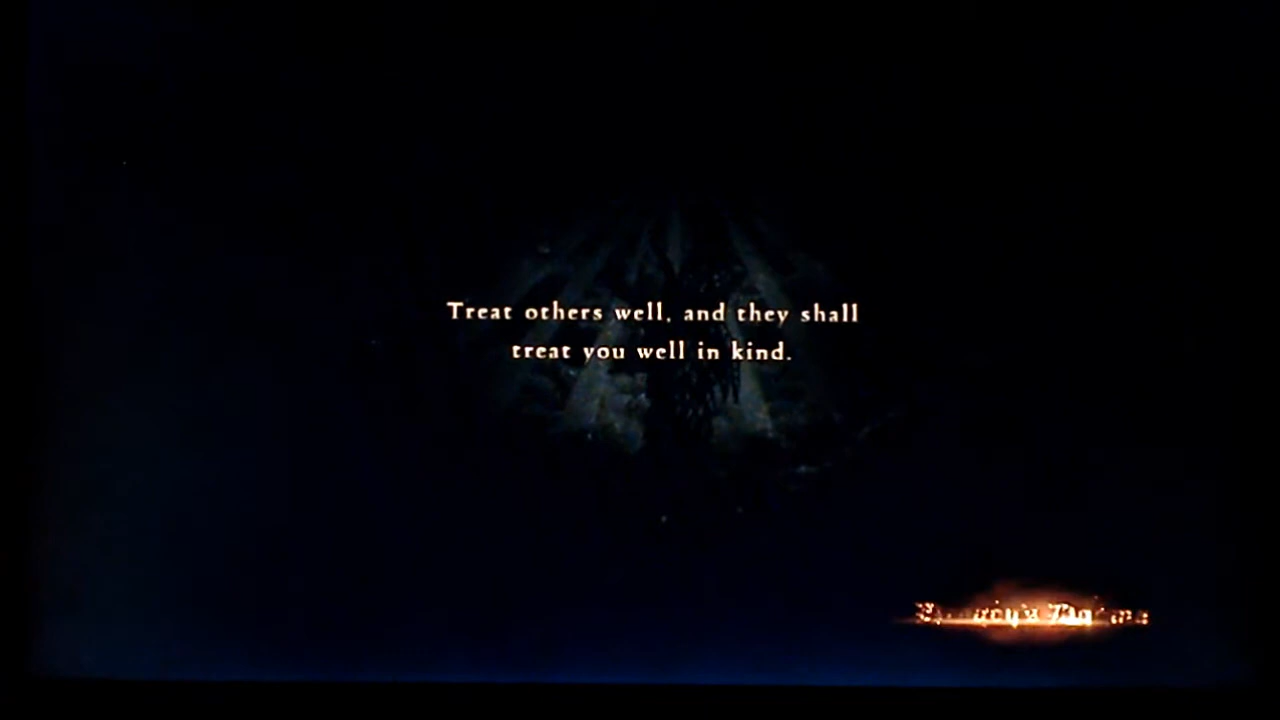 Treat others well, and they shall
treat you well in kind.